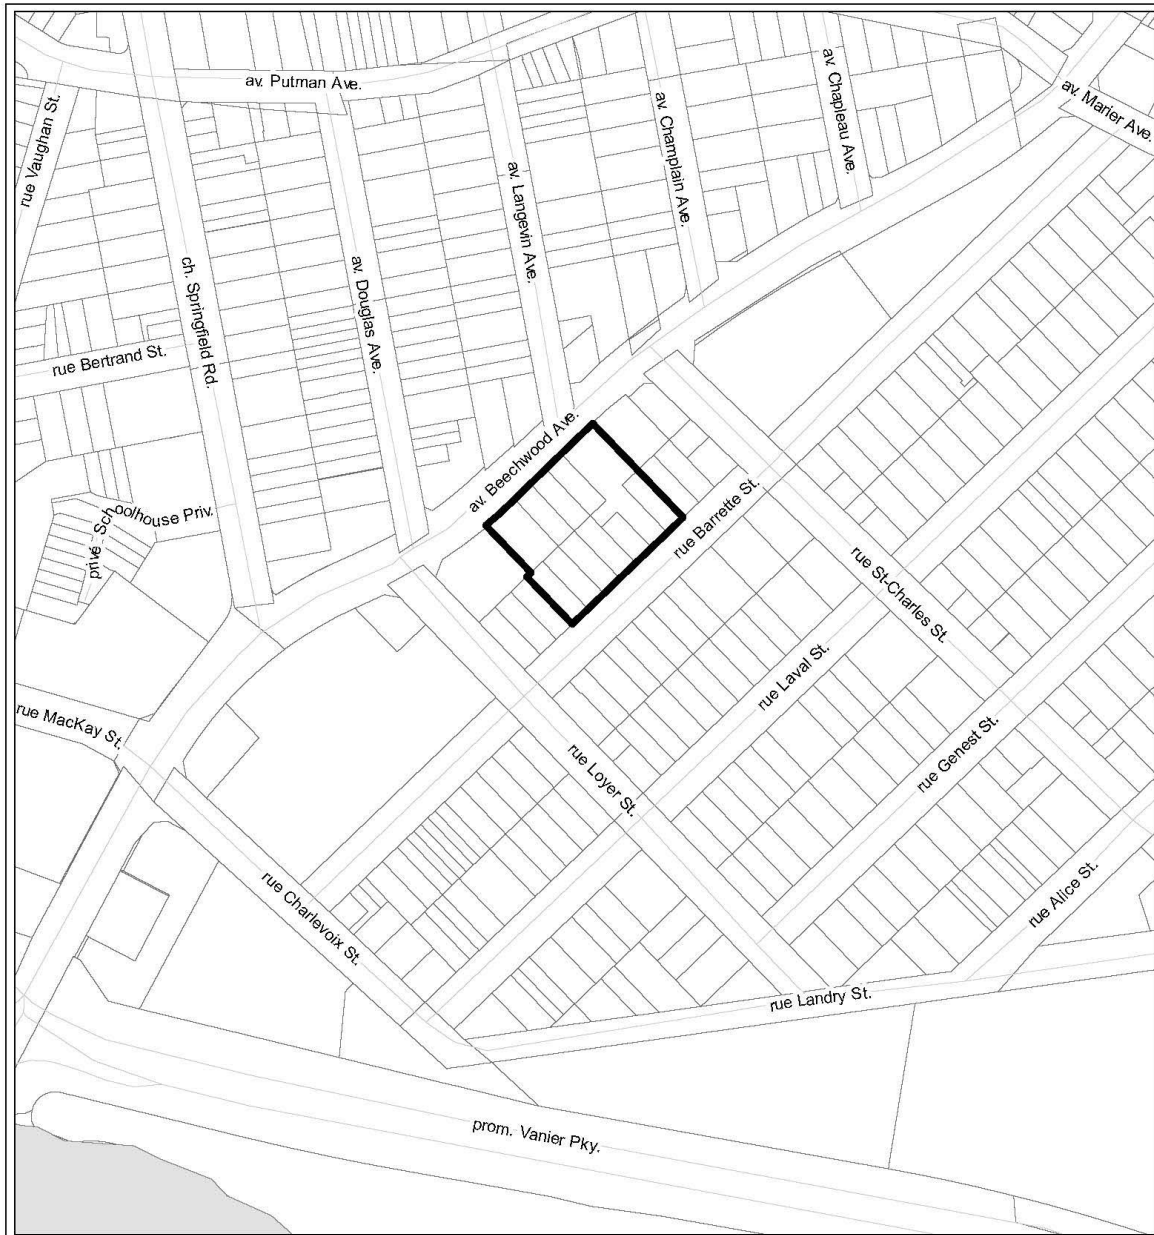 av. Putman Ave.
rue Vaughan St.
ch. Springfield Rd.
av. Douglas Ave.
av. Langevin Ave.
av. Champlain Ave.
av. Chapleau Ave.
av. Marier Ave.
rue Bertrand St.
av. Beechwood Ave.
privé Schoolhouse Priv.
rue Barrette St.
rue St-Charles St.
rue Laval St.
rue MacKay St.
rue Loyer St.
rue Genest St.
rue Charlevoix St.
rue Alice St.
rue Landry St.
prom. Vanier Pky.